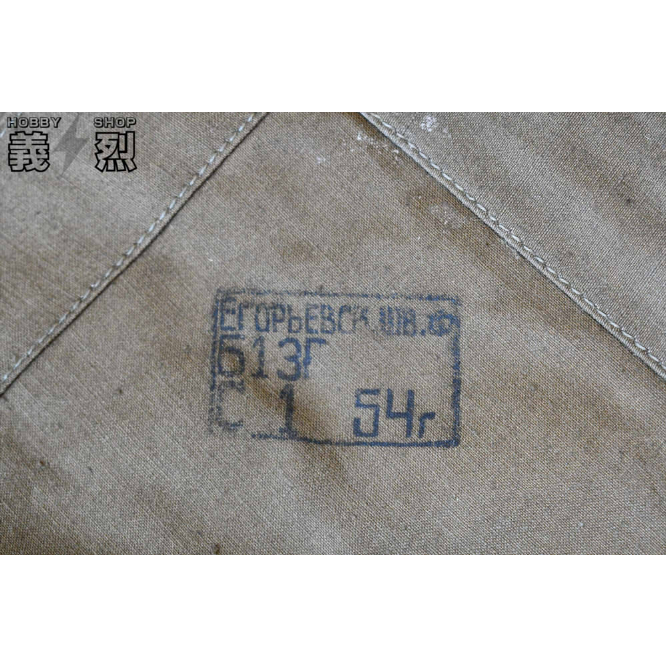 HOBBY SHOP
義烈
ЕГОРЬЕВСК.ШВ.Ф
Б13Г
С 1 54г